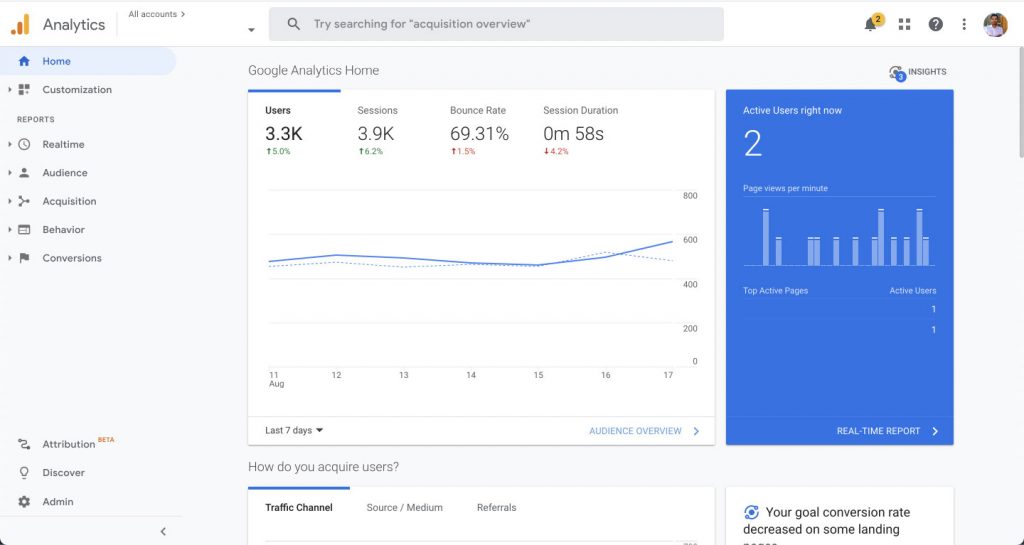 Analytics
All accounts >
Try searching for "acquisition overview"
2
Home
Customization
REPORTS
Realtime
Audience
Acquisition
Behavior
Conversions
Attribution BETA
Discover
Admin
Google Analytics Home
3 INSIGHTS
Users Sessions Bounce Rate Session Duration
3.3K 3.9K 69.31% 0m 58s
↑5.0% ↑6.2% ↑1.5% ↓4.2%
800
600
400
200
0
11 12 13 14 15 16 17
Aug
Last 7 days AUDIENCE OVERVIEW
Active Users right now
2
Page views per minute
Top Active Pages Active Users
1
1
REAL-TIME REPORT
How do you acquire users?
Traffic Channel Source / Medium Referrals
Your goal conversion rate
decreased on some landing